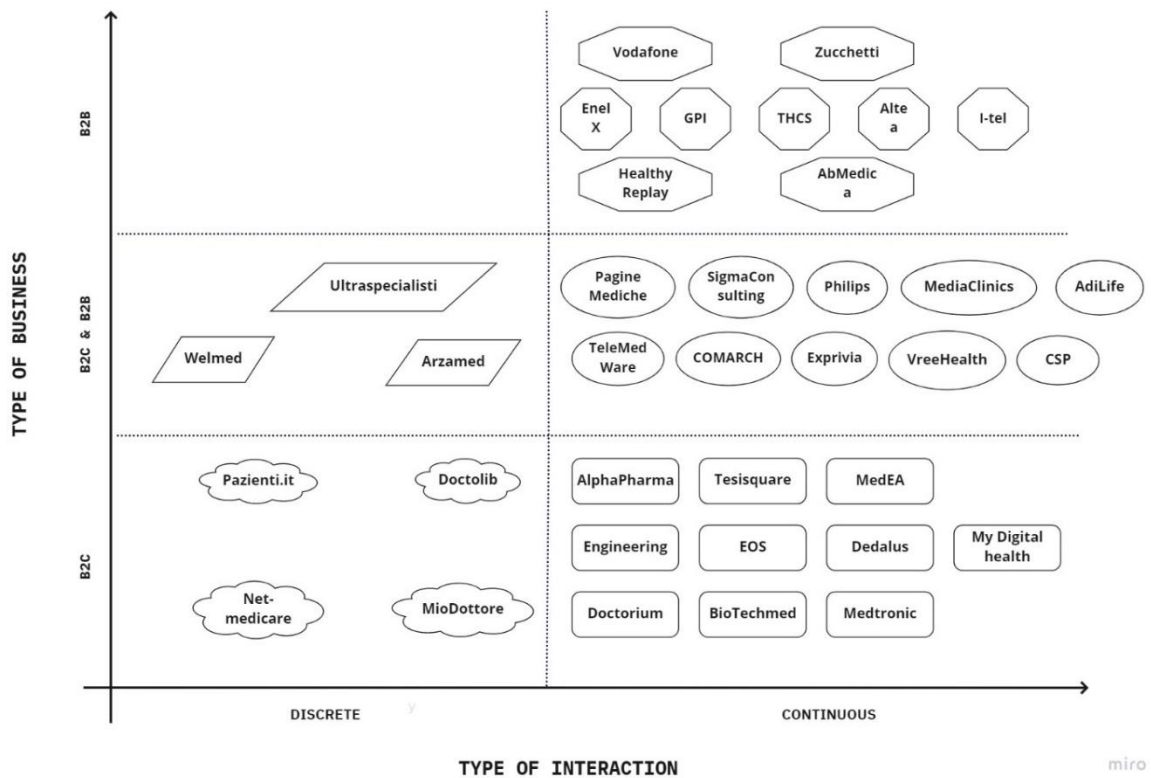 Vodafone
Zucchetti
B2B
Enel
X
GPI
THCS
Alte
a
I-tel
Healthy
Replay
AbMedic
a
TYPE OF BUSINESS
B2C & B2B
Ultraspecialisti
Pagine
Mediche
SigmaCon
sulting
Philips
MediaClinics
AdiLife
Welmed
Arzamed
TeleMed
Ware
COMARCH
Exprivia
VreeHealth
CSP
B2C
Pazienti.it
Doctolib
AlphaPharma
Tesisquare
MedEA
Engineering
EOS
Dedalus
My Digital
health
Net-
medicare
MioDottore
Doctorium
BioTechmed
Medtronic
DISCRETE
y
CONTINUOUS
TYPE OF INTERACTION
miro